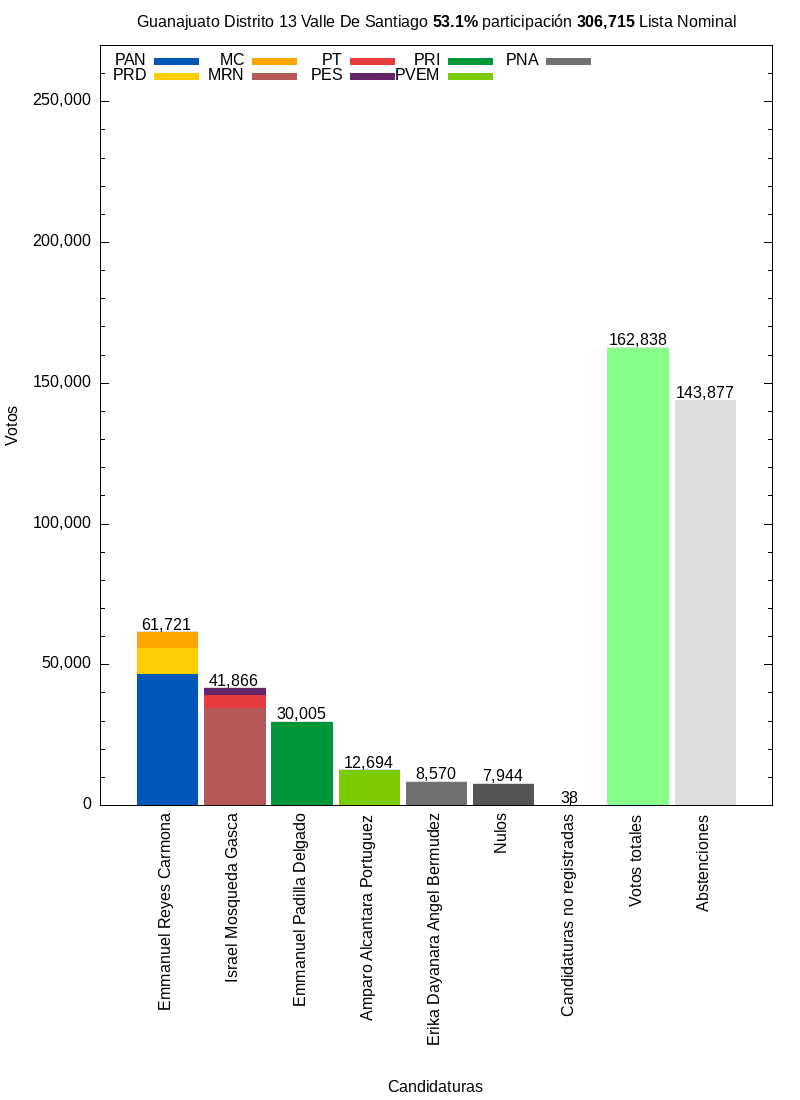 Guanajuato Distrito 13 Valle De Santiago 53.1% participación 306,715 Lista Nominal
PAN MC PT PRI PNA
PRD MRN PES PVEM
250,000
200,000
150,000
100,000
50,000
0
Votos
61,721
41,866
30,005
12,694
8,570
7,944
38
162,838
143,877
Emmanuel Reyes Carmona
Israel Mosqueda Gasca
Emmanuel Padilla Delgado
Amparo Alcantara Portuguez
Erika Dayanara Angel Bermudez
Nulos
Candidaturas no registradas
Votos totales
Abstenciones
Candidaturas